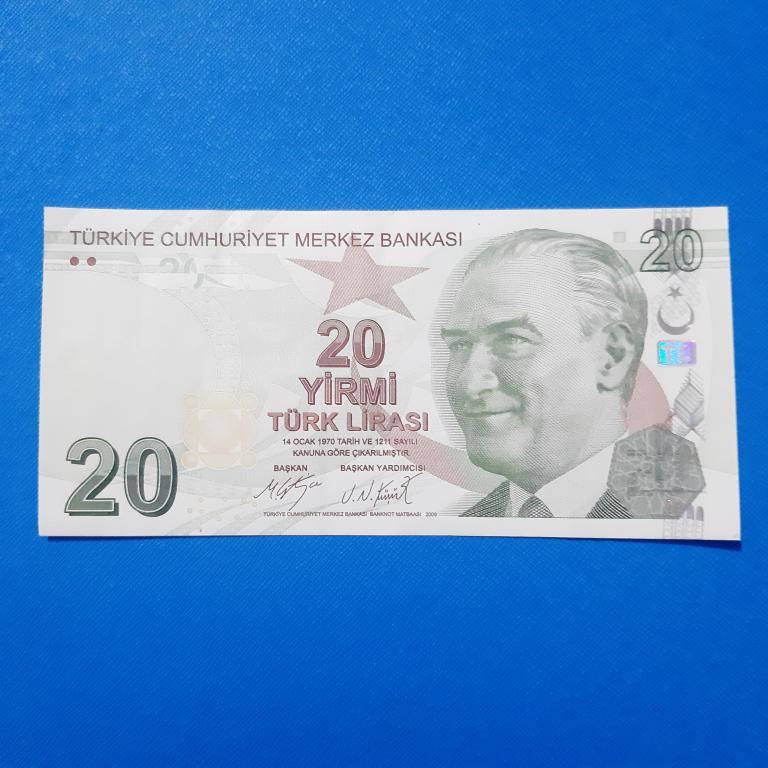 TÜRKİYE CUMHURİYET MERKEZ BANKASI
20
20
20
YİRMİ
TÜRK LİRASI
14 OCAK 1970 TARİH VE 1211 SAYILI
KANUNA GÖRE ÇIKARILMIŞTIR.
BAŞKAN BAŞKAN YARDIMCISI
20
TÜRKİYE CUMHURİYET MERKEZ BANKASI BANKNOT MATBAASI 2009